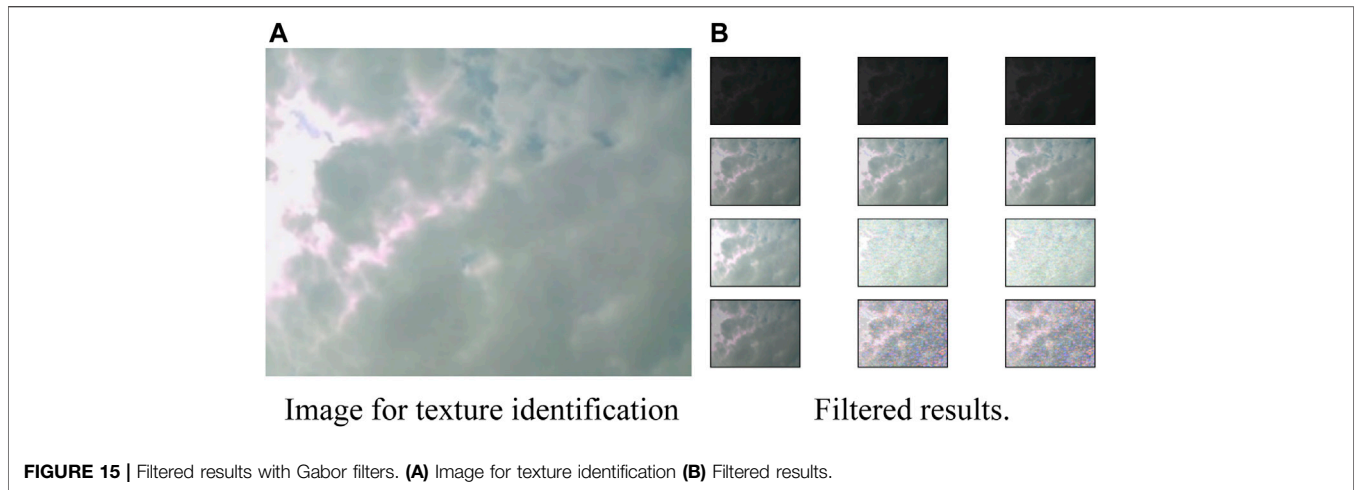 A
B
Image for texture identification
Filtered results.
FIGURE 15 | Filtered results with Gabor filters. (A) Image for texture identification (B) Filtered results.